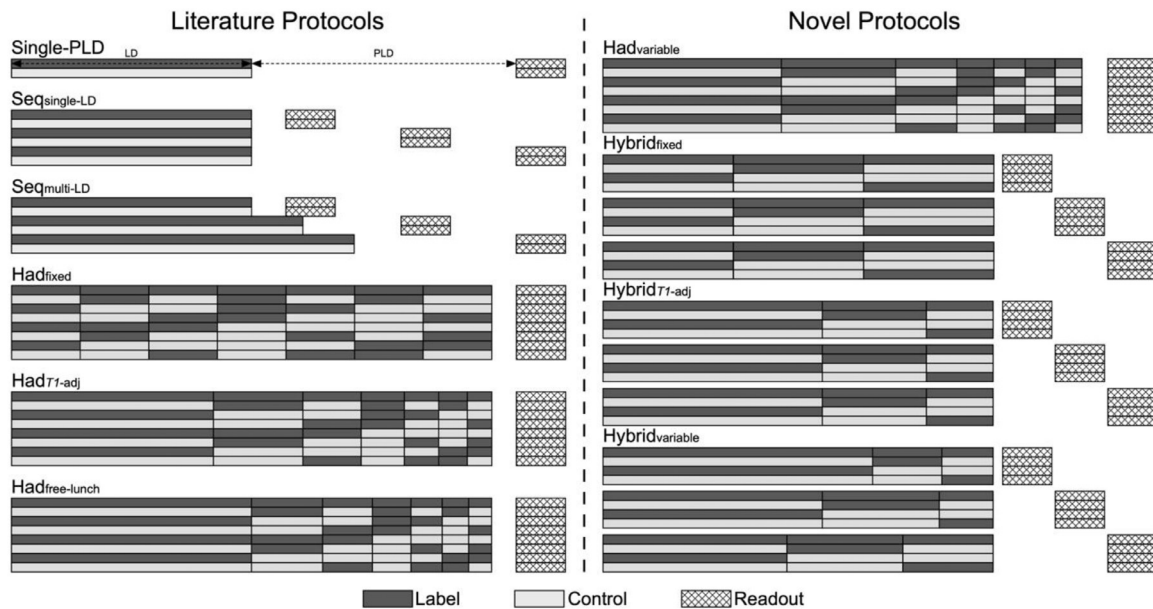 Literature Protocols
Single-PLD
LD
PLD
Seqsingle-LD
Seqmulti-LD
Hadfixed
HadT1-adj
Hadfree-lunch
Novel Protocols
Hadvariable
Hybridfixed
HybridT1-adj
Hybridvariable
Label
Control
Readout